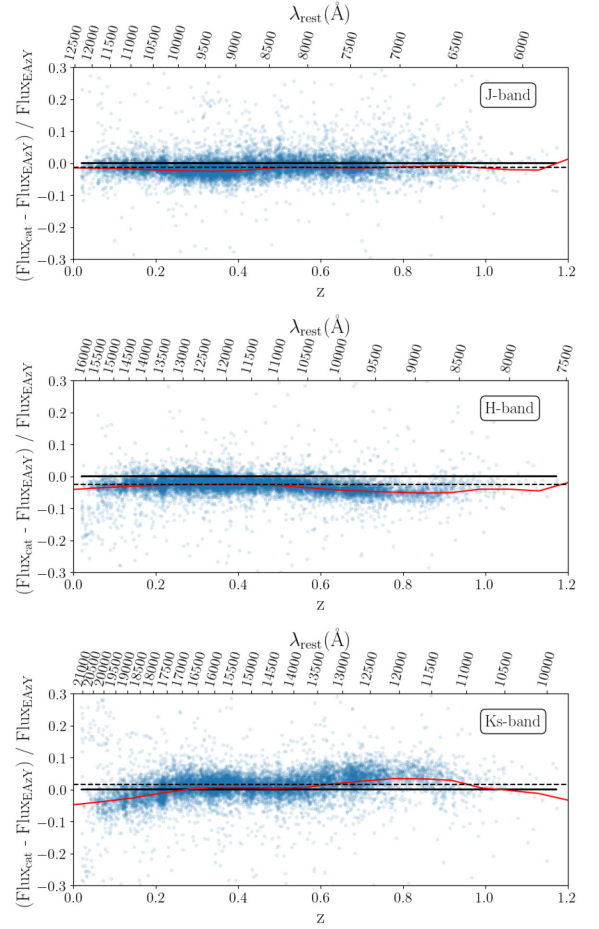 λrest(Å)
12500 12000 11500 11000 10500 10000 9500 9000 8500 8000 7500 7000 6500 6000
(Fluxcat - FluxEAzY) / FluxEAzY
0.3
0.2
0.1
0.0
−0.1
−0.2
−0.3
J-band
0.0 0.2 0.4 0.6 0.8 1.0 1.2
z
λrest(Å)
16000 15500 15000 14500 14000 13500 13000 12500 12000 11500 11000 10500 10000 9500 9000 8500 8000 7500
(Fluxcat - FluxEAzY) / FluxEAzY
0.3
0.2
0.1
0.0
−0.1
−0.2
−0.3
H-band
0.0 0.2 0.4 0.6 0.8 1.0 1.2
z
λrest(Å)
21000 20500 20000 19500 19000 18500 18000 17500 17000 16500 16000 15500 15000 14500 14000 13500 13000 12500 12000 11500 11000 10500 10000
(Fluxcat - FluxEAzY) / FluxEAzY
0.3
0.2
0.1
0.0
−0.1
−0.2
−0.3
Ks-band
0.0 0.2 0.4 0.6 0.8 1.0 1.2
z